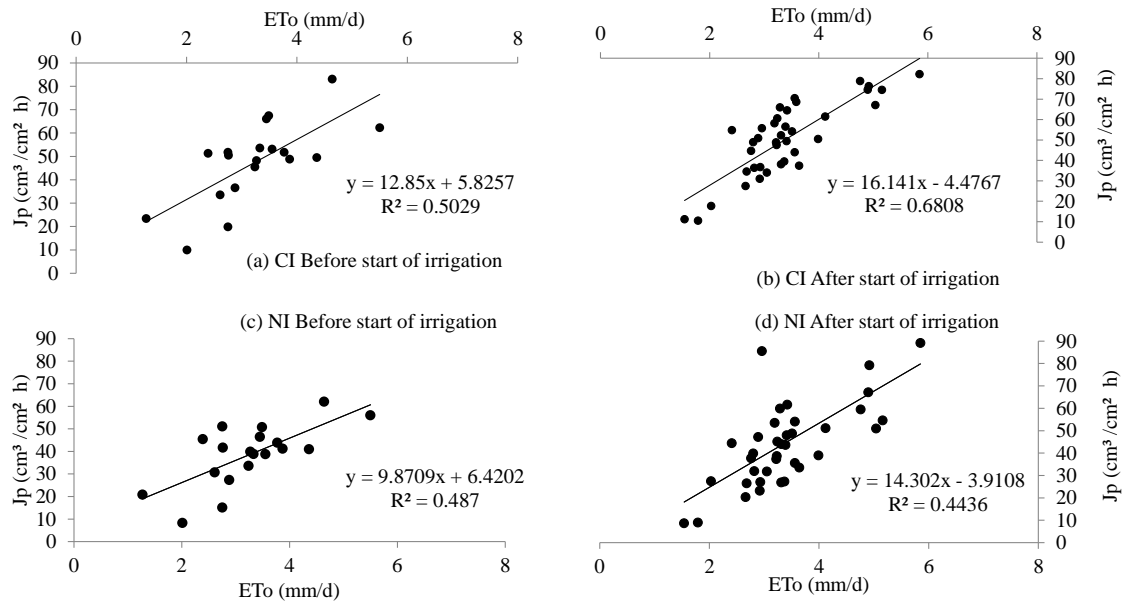 ETo (mm/d)
0 2 4 6 8
90
80
70
60
50
40
30
20
10
0
Jp (cm³ /cm² h)
y = 12.85x + 5.8257
R² = 0.5029
(a) CI Before start of irrigation
ETo (mm/d)
0 2 4 6 8
90
80
70
60
50
40
30
20
10
0
Jp (cm³ /cm² h)
y = 16.141x - 4.4767
R² = 0.6808
(b) CI After start of irrigation
(c) NI Before start of irrigation
90
80
70
60
50
40
30
20
10
0
Jp (cm³ /cm² h)
y = 9.8709x + 6.4202
R² = 0.487
0 2 4 6 8
ETo (mm/d)
(d) NI After start of irrigation
90
80
70
60
50
40
30
20
10
0
Jp (cm³ /cm² h)
y = 14.302x - 3.9108
R² = 0.4436
0 2 4 6 8
ETo (mm/d)